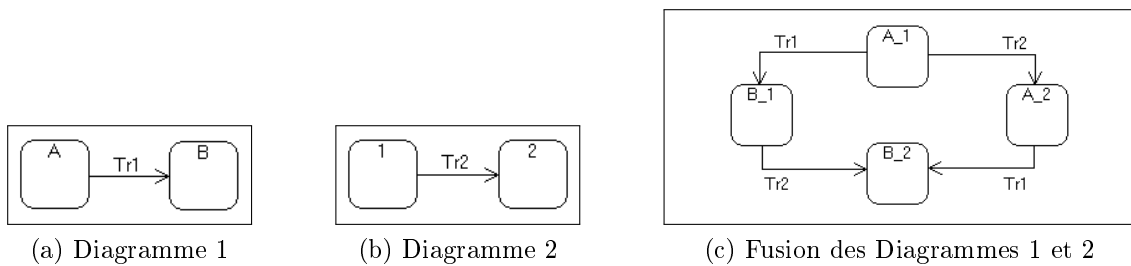 A
B
Tr1
(a) Diagramme 1
1
2
Tr2
(b) Diagramme 2
A_1
Tr1
Tr2
B_1
A_2
B_2
Tr2
Tr1
(c) Fusion des Diagrammes 1 et 2